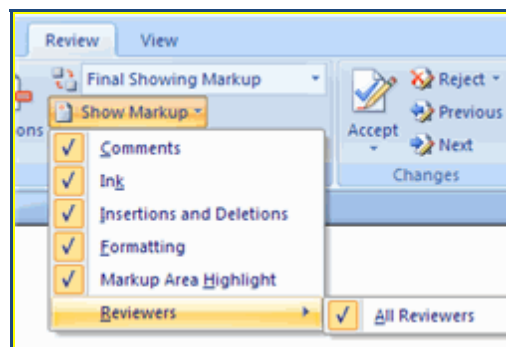 Review View
Final Showing Markup
Show Markup
ons
Accept
Reject
Previous
Next
Changes
Comments
Ink
Insertions and Deletions
Formatting
Markup Area Highlight
Reviewers
All Reviewers